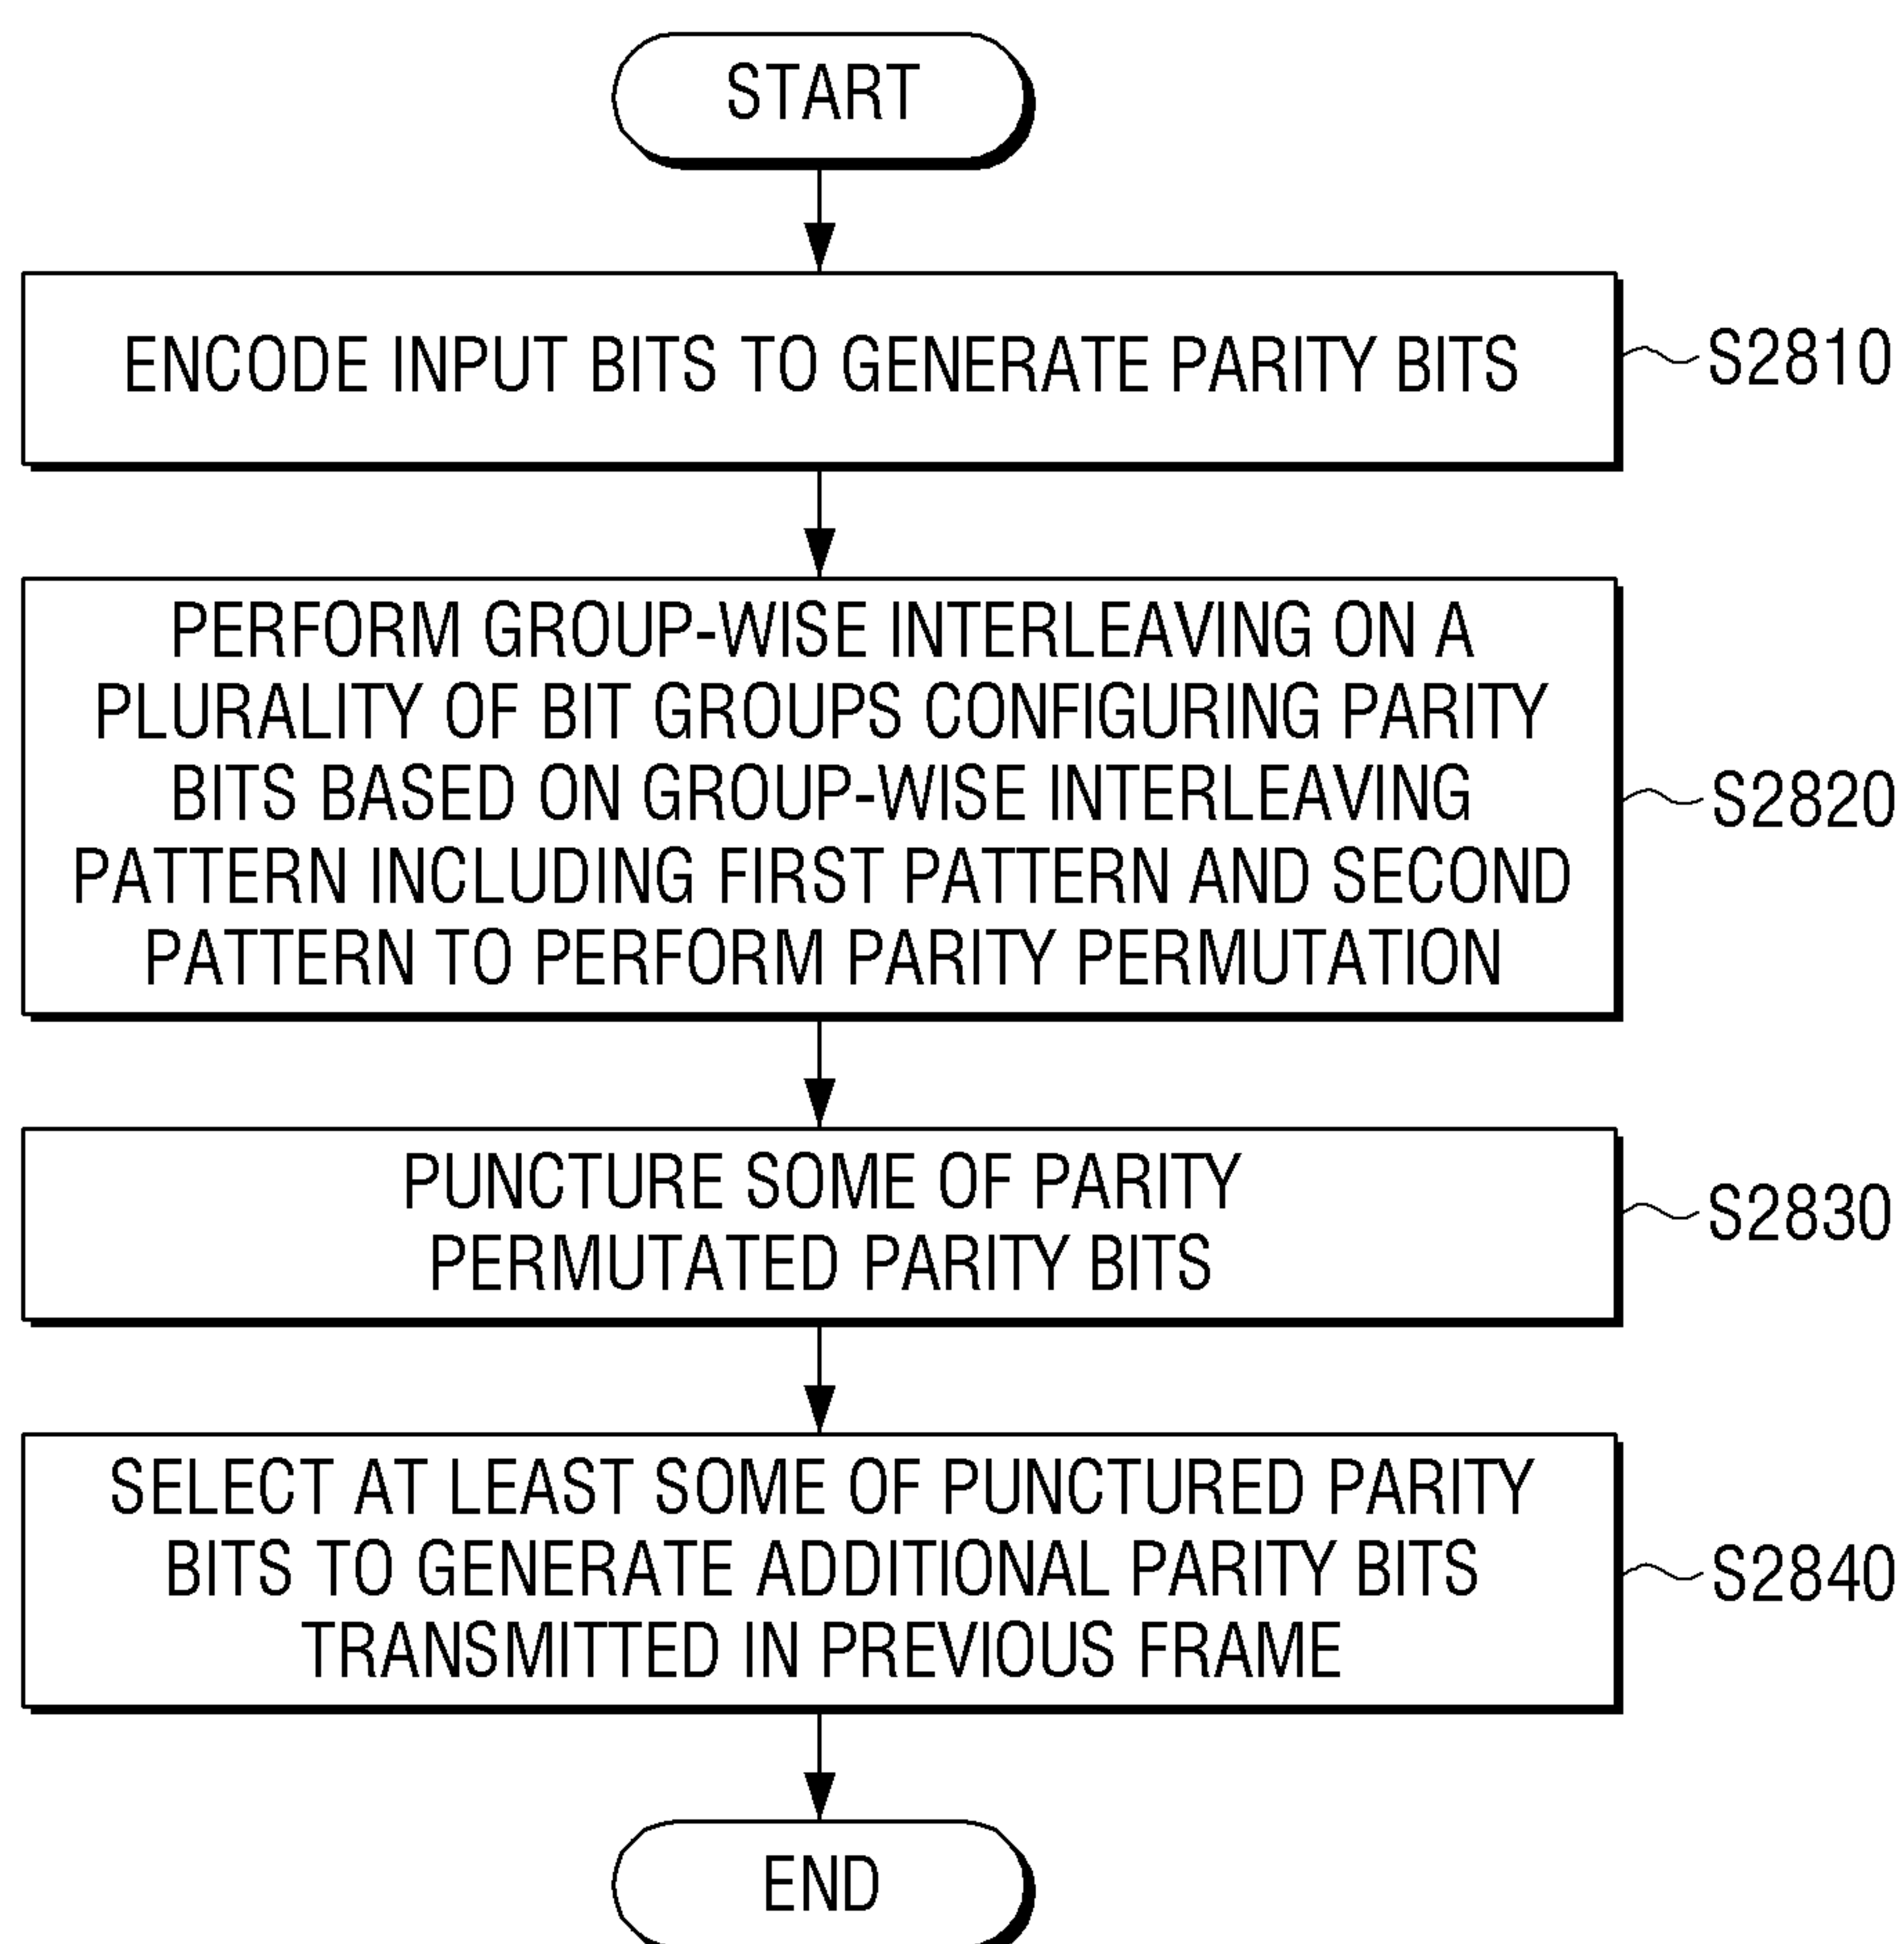 START
ENCODE INPUT BITS TO GENERATE PARITY BITS
S2810
PERFORM GROUP-WISE INTERLEAVING ON A
PLURALITY OF BIT GROUPS CONFIGURING PARITY
BITS BASED ON GROUP-WISE INTERLEAVING
PATTERN INCLUDING FIRST PATTERN AND SECOND
PATTERN TO PERFORM PARITY PERMUTATION
S2820
PUNCTURE SOME OF PARITY
PERMUTATED PARITY BITS
S2830
SELECT AT LEAST SOME OF PUNCTURED PARITY
BITS TO GENERATE ADDITIONAL PARITY BITS
TRANSMITTED IN PREVIOUS FRAME
S2840
END